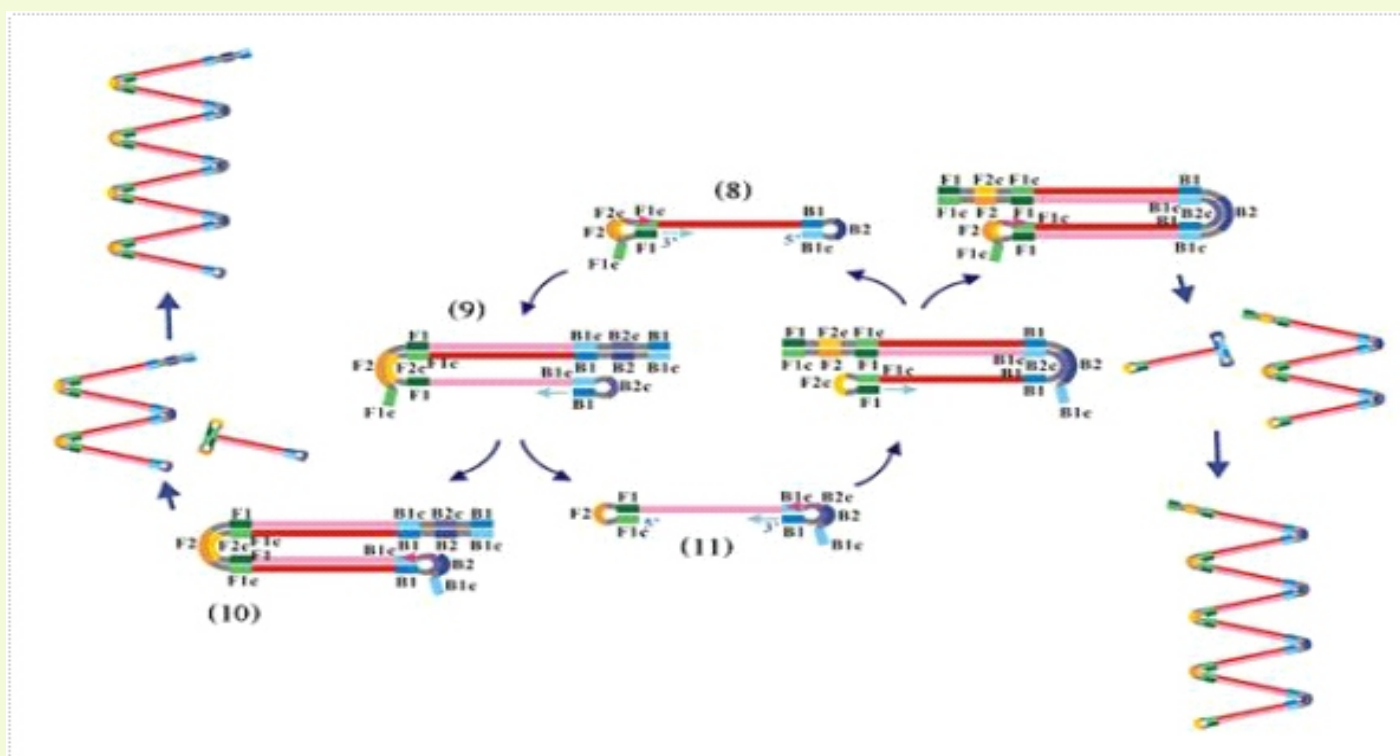 (8)
F2c F1c B1
F2 B2
F1 3' 5' B1c
F1c
F1 F2c F1c B1
F1c F2 F1 F1c B1c B2c B2
F2 B1
F1c F1 B1c
(9)
F1 B1c B2c B1
F2 F2c F1c B1c B1 B2 B1c
F1 B2c
F1c B1
F1 F2c F1c B1
F1c F2 F1 F1c B1c B2c B2
F2c B1 B1
F1 B1c
F1 B1c B2c B1
F2 F2c F1c B1c B1 B2 B1c
F1 B2
F1c B1 B1c
(10)
F1 B1c B2c
F2 5' 3' B2
F1c B1 B1c
(11)